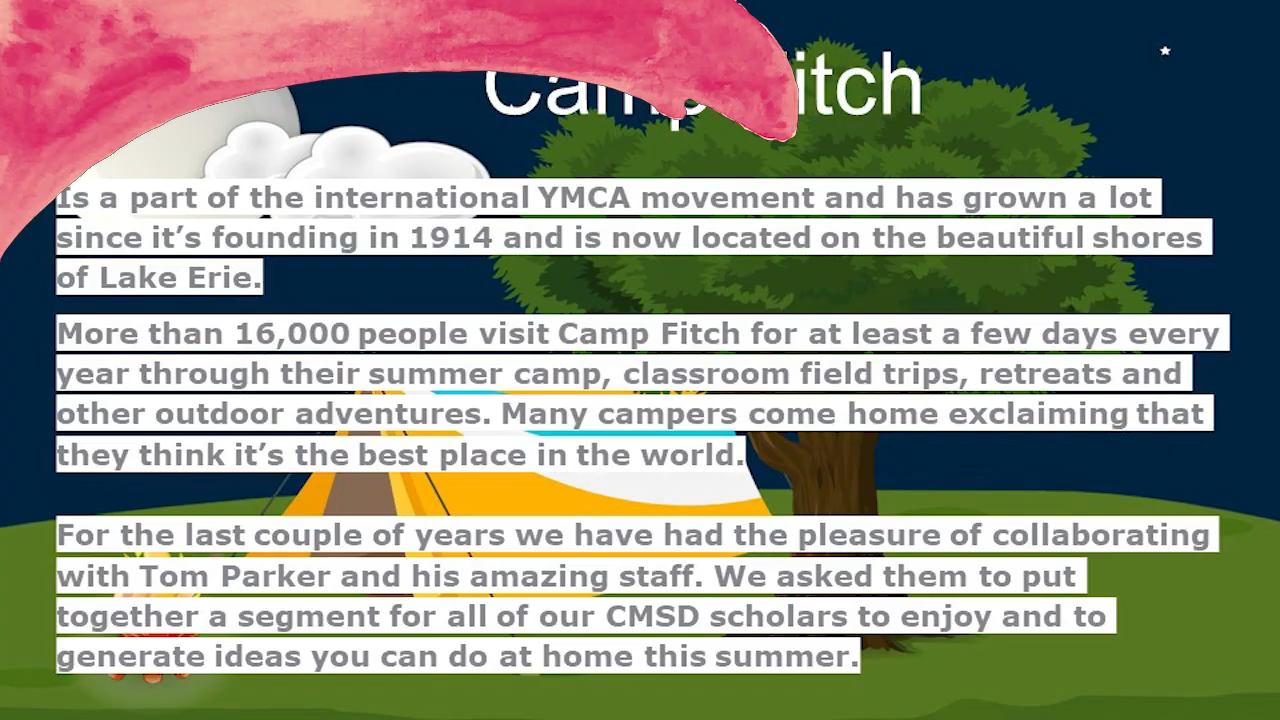 Camp Fitch
Is a part of the international YMCA movement and has grown a lot
since it’s founding in 1914 and is now located on the beautiful shores
of Lake Erie.
More than 16,000 people visit Camp Fitch for at least a few days every
year through their summer camp, classroom field trips, retreats and
other outdoor adventures. Many campers come home exclaiming that
they think it’s the best place in the world.
For the last couple of years we have had the pleasure of collaborating
with Tom Parker and his amazing staff. We asked them to put
together a segment for all of our CMSD scholars to enjoy and to
generate ideas you can do at home this summer.